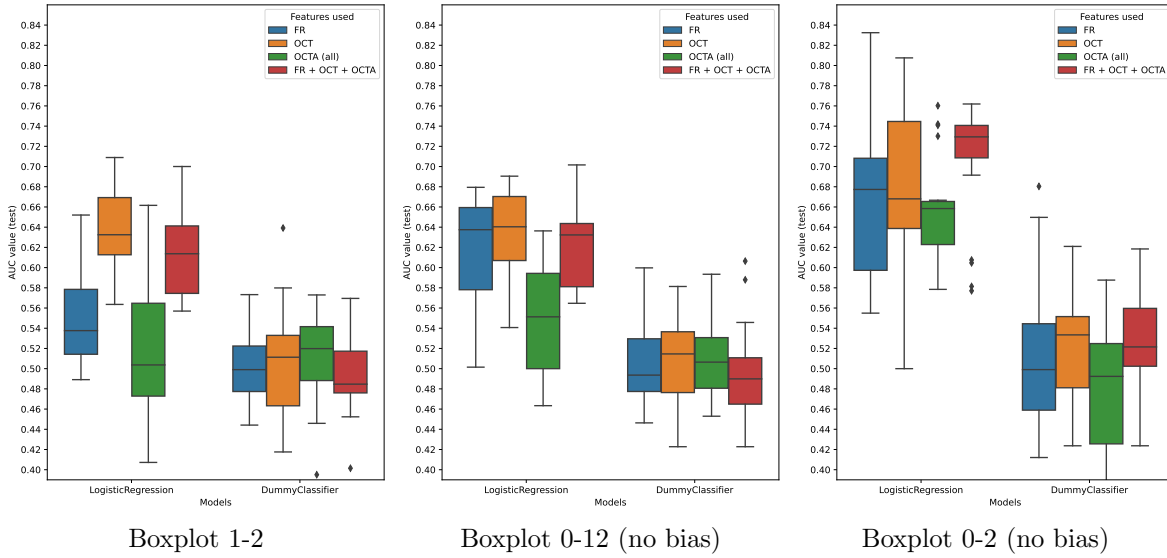 Features used
FR
OCT
OCTA (all)
FR + OCT + OCTA
0.84
0.82
0.80
0.78
0.76
0.74
0.72
0.70
0.68
0.66
0.64
0.62
0.60
0.58
0.56
0.54
0.52
0.50
0.48
0.46
0.44
0.42
0.40
AUC value (test)
LogisticRegression DummyClassifier
Models
Boxplot 1-2
Features used
FR
OCT
OCTA (all)
FR + OCT + OCTA
0.84
0.82
0.80
0.78
0.76
0.74
0.72
0.70
0.68
0.66
0.64
0.62
0.60
0.58
0.56
0.54
0.52
0.50
0.48
0.46
0.44
0.42
0.40
AUC value (test)
LogisticRegression DummyClassifier
Models
Boxplot 0-12 (no bias)
Features used
FR
OCT
OCTA (all)
FR + OCT + OCTA
0.84
0.82
0.80
0.78
0.76
0.74
0.72
0.70
0.68
0.66
0.64
0.62
0.60
0.58
0.56
0.54
0.52
0.50
0.48
0.46
0.44
0.42
0.40
AUC value (test)
LogisticRegression DummyClassifier
Models
Boxplot 0-2 (no bias)